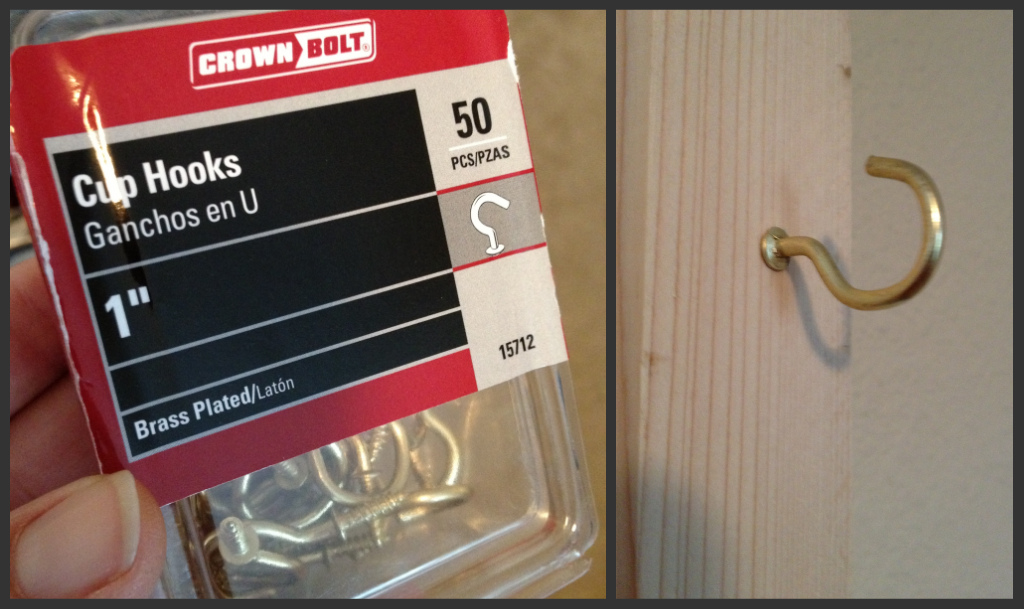 CROWN BOLT®
50
PCS/PZAS
Cup Hooks
Ganchos en U
1"
15712
Brass Plated/Latón